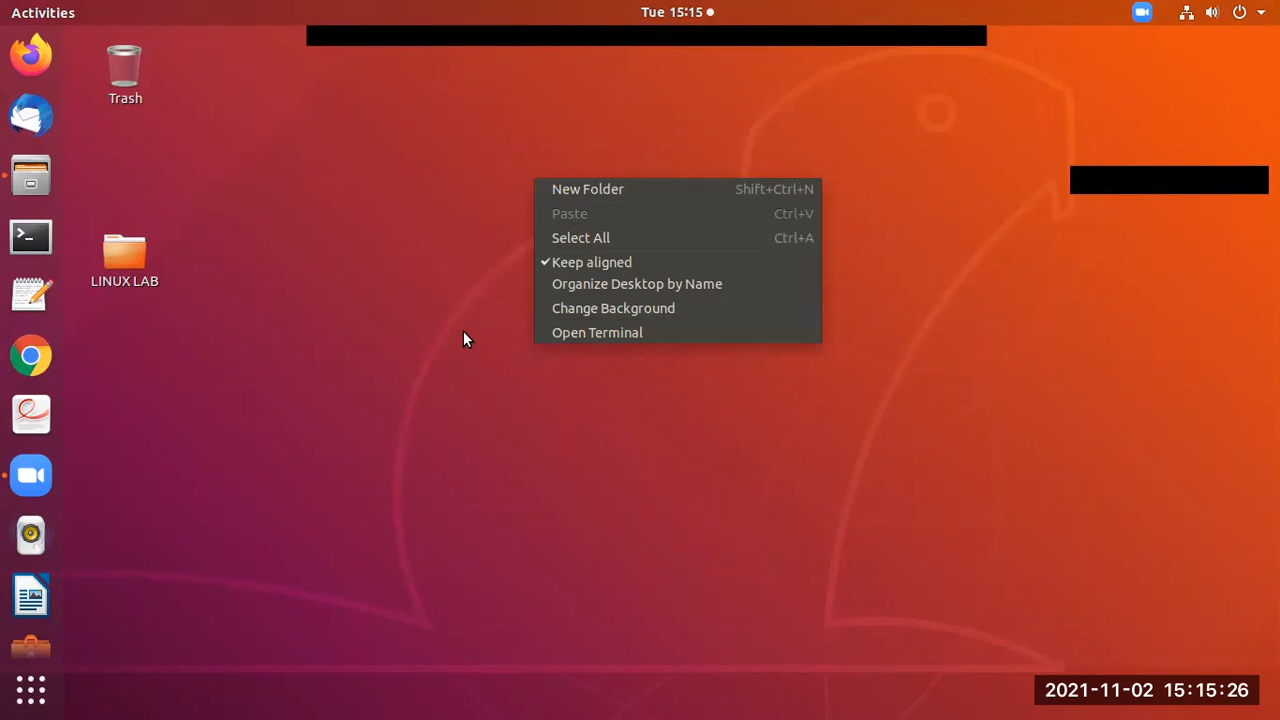 Activities
Tue 15:15
Trash
New Folder Shift+Ctrl+N
Paste Ctrl+V
Select All Ctrl+A
Keep aligned
Organize Desktop by Name
Change Background
Open Terminal
LINUX LAB
2021-11-02 15:15:26